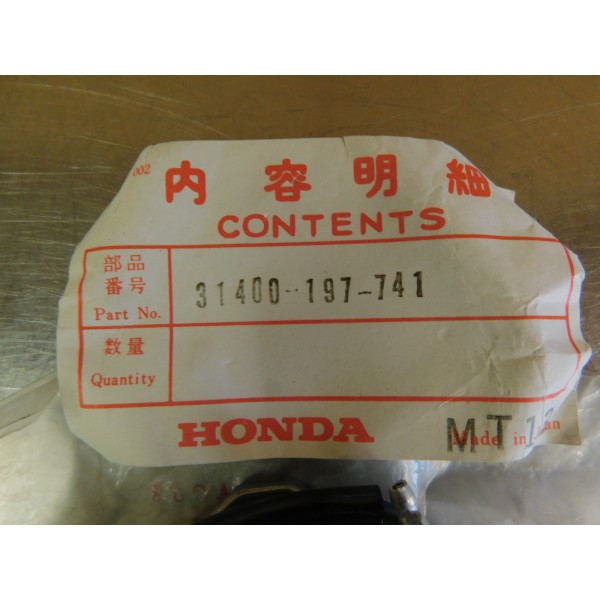 002
内容明細
CONTENTS
部品
番号
Part No.
31400-197-741
数量
Quantity
HONDA
MT
Made in Japan